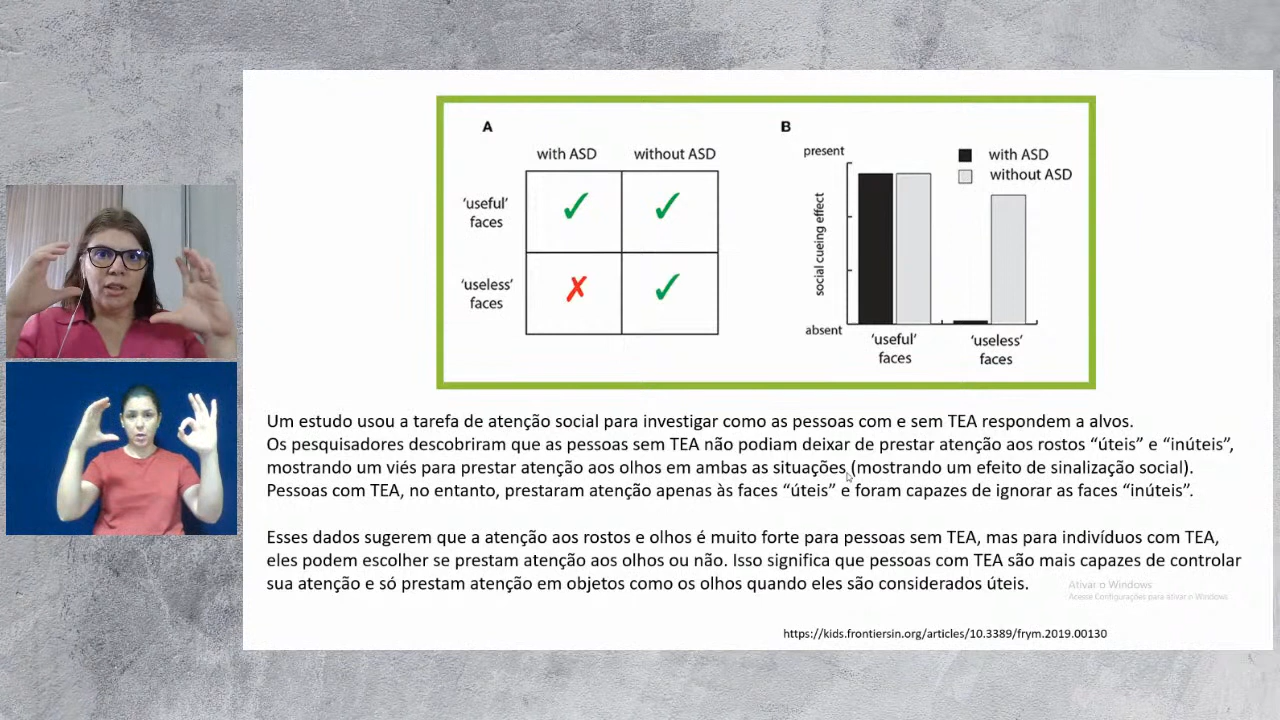 A
with ASD without ASD
'useful'
faces
'useless'
faces
B
present
social cueing effect
absent
with ASD
without ASD
'useful'
faces
'useless'
faces
Um estudo usou a tarefa de atenção social para investigar como as pessoas com e sem TEA respondem a alvos.
Os pesquisadores descobriram que as pessoas sem TEA não podiam deixar de prestar atenção aos rostos “úteis” e “inúteis”,
mostrando um viés para prestar atenção aos olhos em ambas as situações (mostrando um efeito de sinalização social).
Pessoas com TEA, no entanto, prestaram atenção apenas às faces “úteis” e foram capazes de ignorar as faces “inúteis”.
Esses dados sugerem que a atenção aos rostos e olhos é muito forte para pessoas sem TEA, mas para indivíduos com TEA,
eles podem escolher se prestam atenção aos olhos ou não. Isso significa que pessoas com TEA são mais capazes de controlar
sua atenção e só prestam atenção em objetos como os olhos quando eles são considerados úteis.
Ativar o Windows
Acesse Configurações para ativar o Windows.
https://kids.frontiersin.org/articles/10.3389/frym.2019.00130